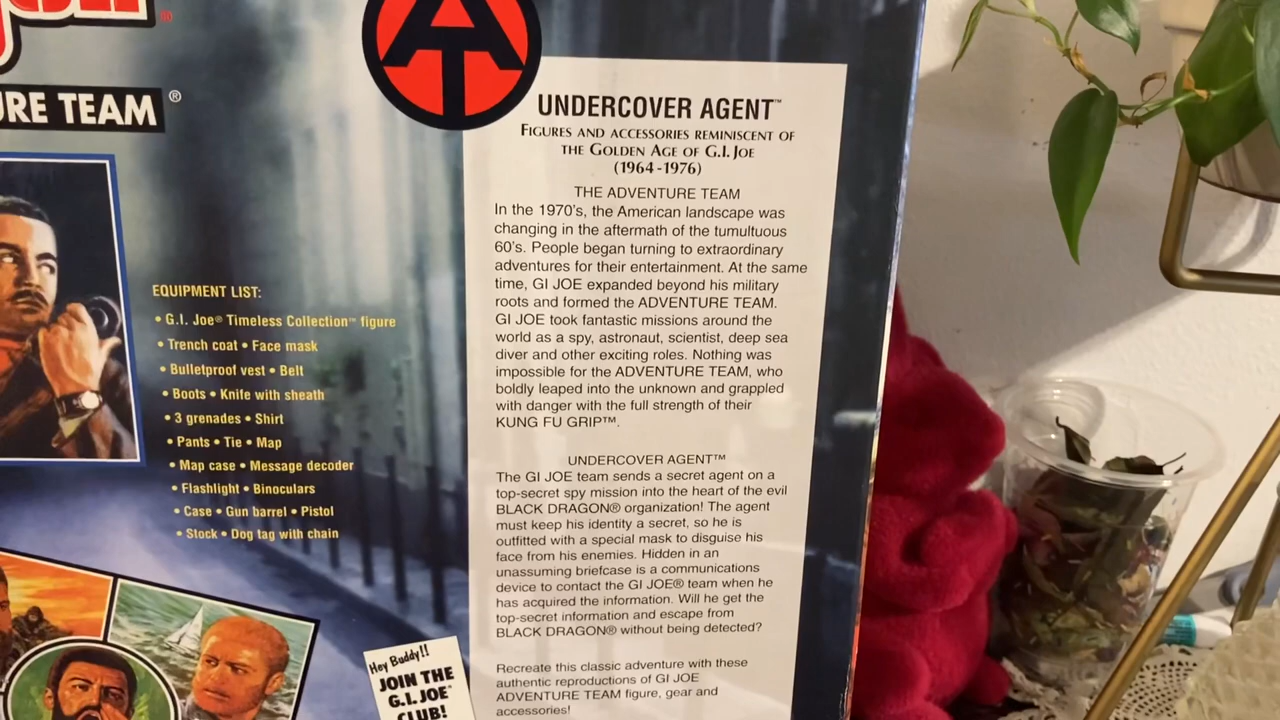 URE TEAM®
AT
UNDERCOVER AGENT™
FIGURES AND ACCESSORIES REMINISCENT OF
THE GOLDEN AGE OF G.I. JOE
(1964-1976)
THE ADVENTURE TEAM
In the 1970's, the American landscape was
changing in the aftermath of the tumultuous
60's. People began turning to extraordinary
adventures for their entertainment. At the same
time, GI JOE expanded beyond his military
roots and formed the ADVENTURE TEAM.
GI JOE took fantastic missions around the
world as a spy, astronaut, scientist, deep sea
diver and other exciting roles. Nothing was
impossible for the ADVENTURE TEAM, who
boldly leaped into the unknown and grappled
with danger with the full strength of their
KUNG FU GRIP™.
UNDERCOVER AGENT™
The GI JOE team sends a secret agent on a
top-secret spy mission into the heart of the evil
BLACK DRAGON® organization! The agent
must keep his identity a secret, so he is
outfitted with a special mask to disguise his
face from his enemies. Hidden in an
unassuming briefcase is a communications
device to contact the GI JOE® team when he
has acquired the information. Will he get the
top-secret information and escape from
BLACK DRAGON® without being detected?
Recreate this classic adventure with these
authentic reproductions of GI JOE
ADVENTURE TEAM figure, gear and
accessories!
EQUIPMENT LIST:
• G.I. Joe® Timeless Collection™ figure
• Trench coat • Face mask
• Bulletproof vest • Belt
• Boots • Knife with sheath
• 3 grenades • Shirt
• Pants • Tie • Map
• Map case • Message decoder
• Flashlight • Binoculars
• Case • Gun barrel • Pistol
• Stock • Dog tag with chain
Hey Buddy!!
JOIN THE
G.I. JOE
CLUB!